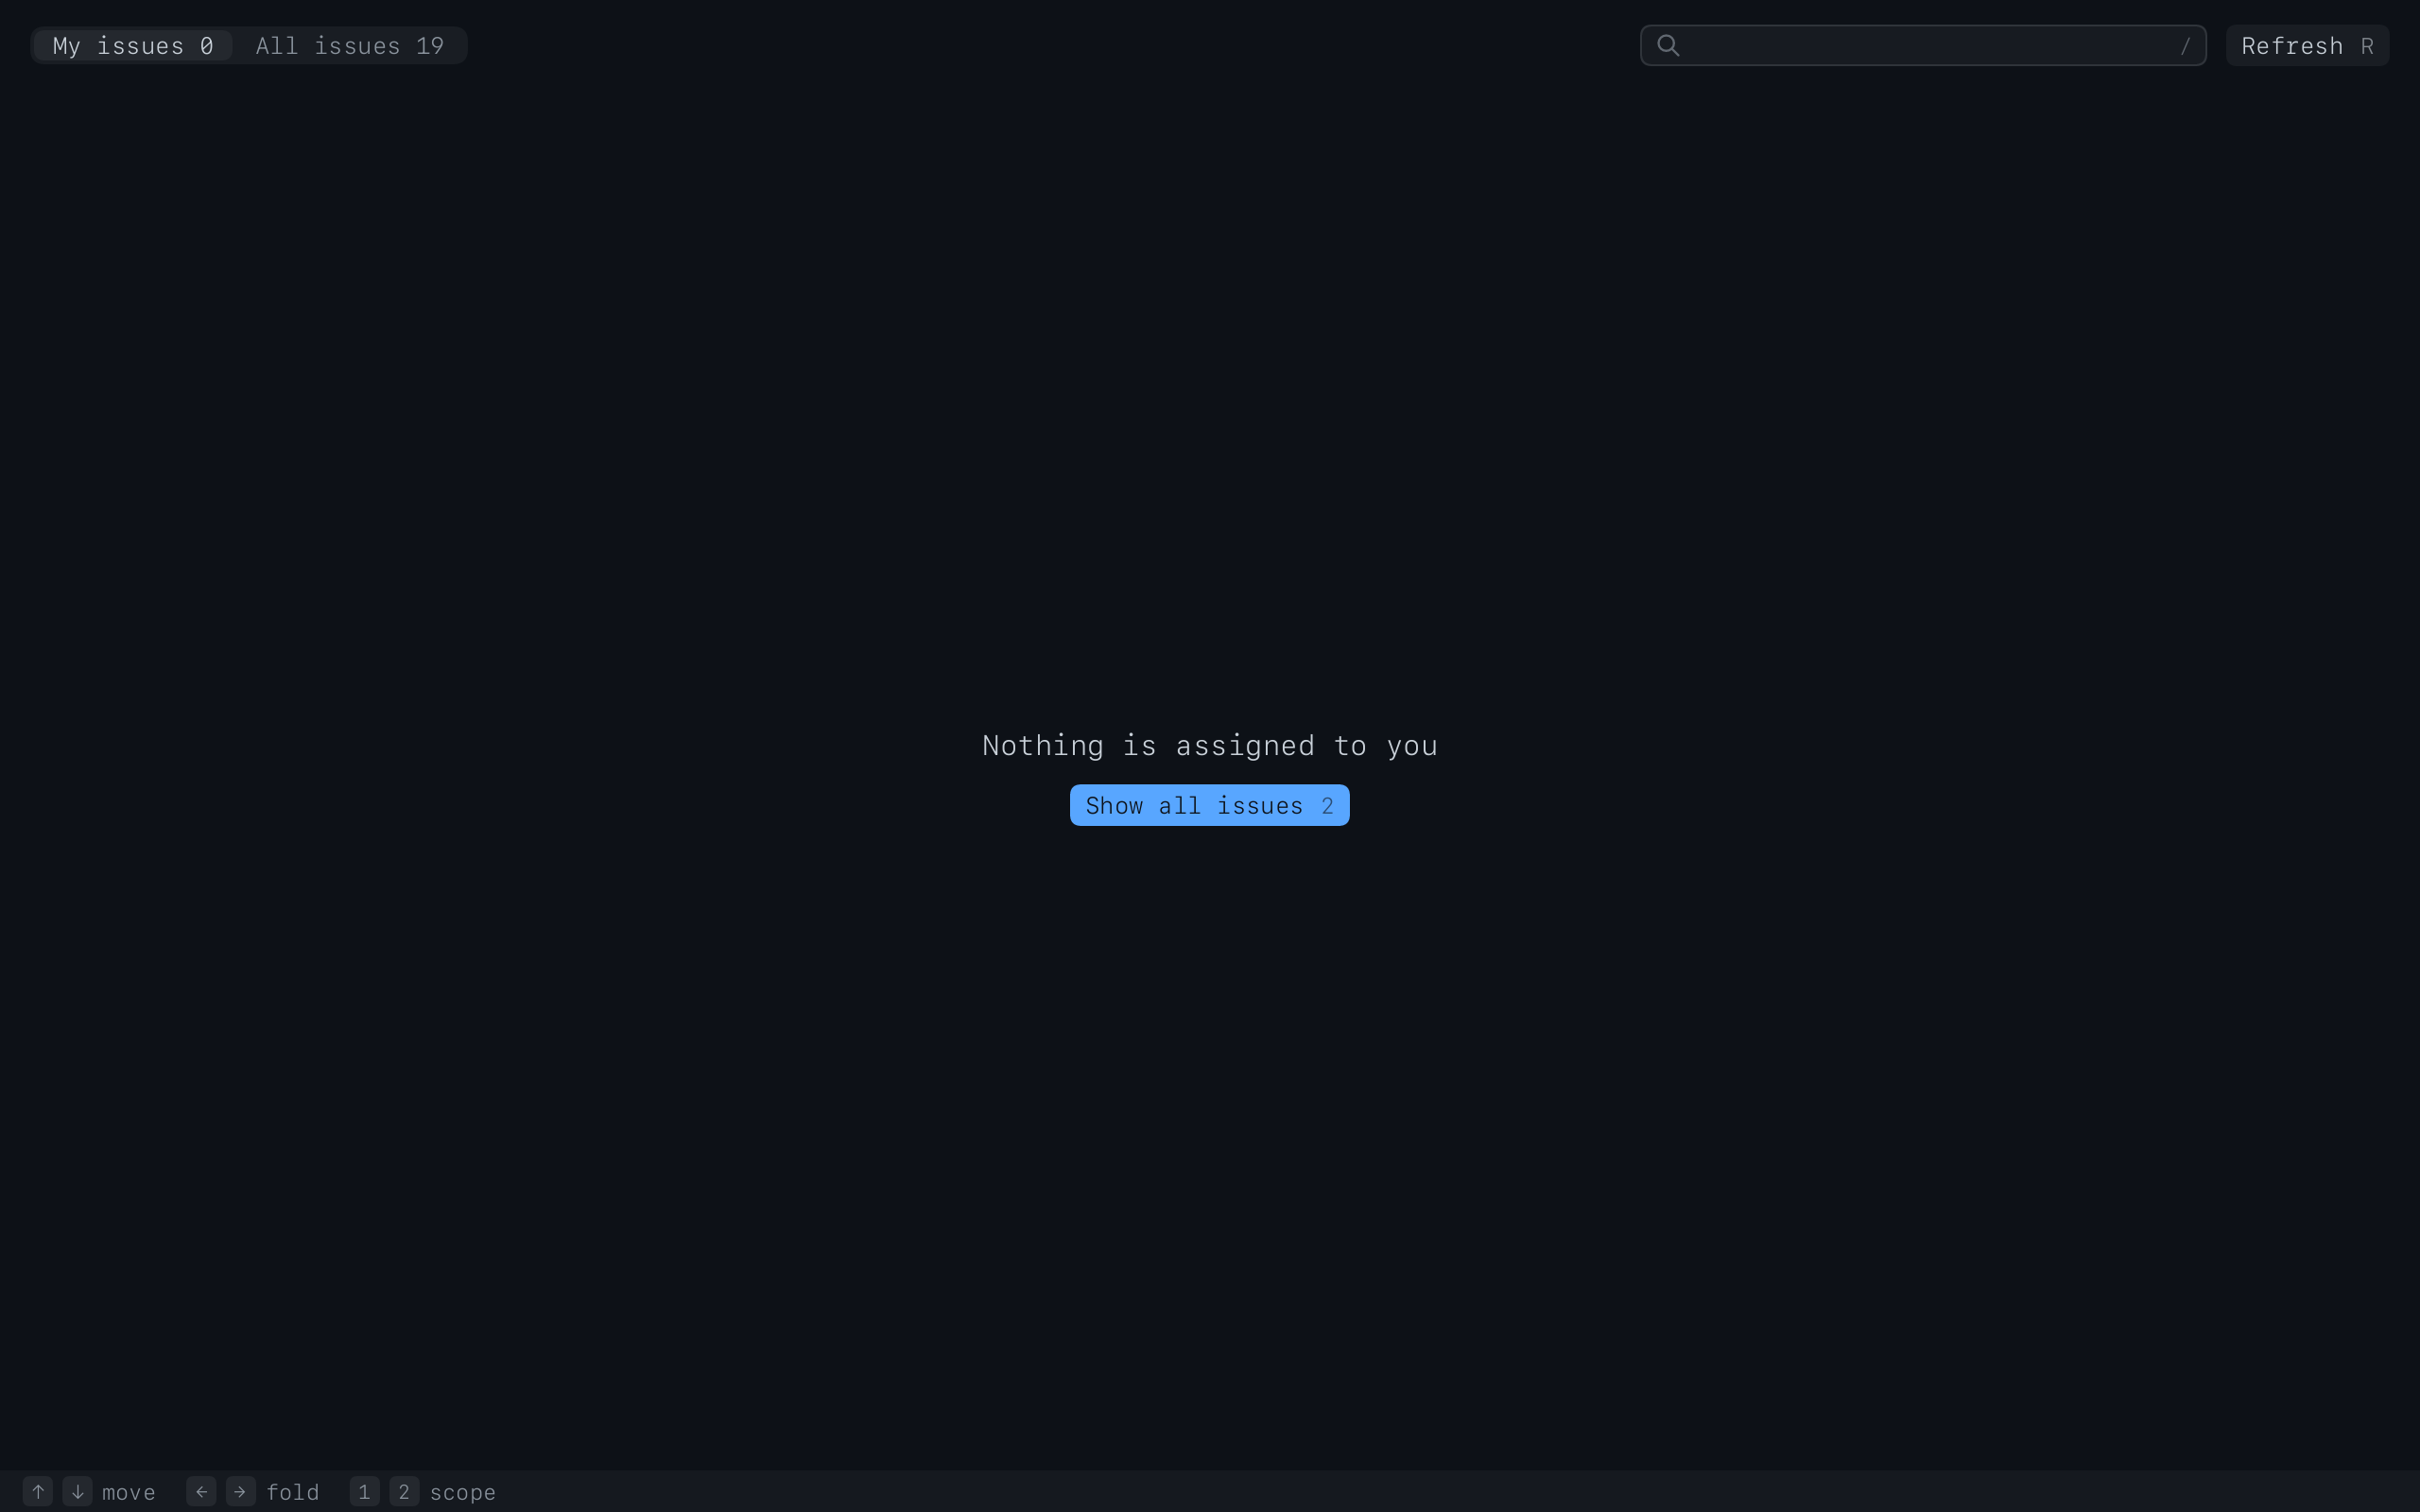 My issues 0 All issues 19 / Refresh R
Nothing is assigned to you
Show all issues 2
↑ ↓ move ← → fold 1 2 scope